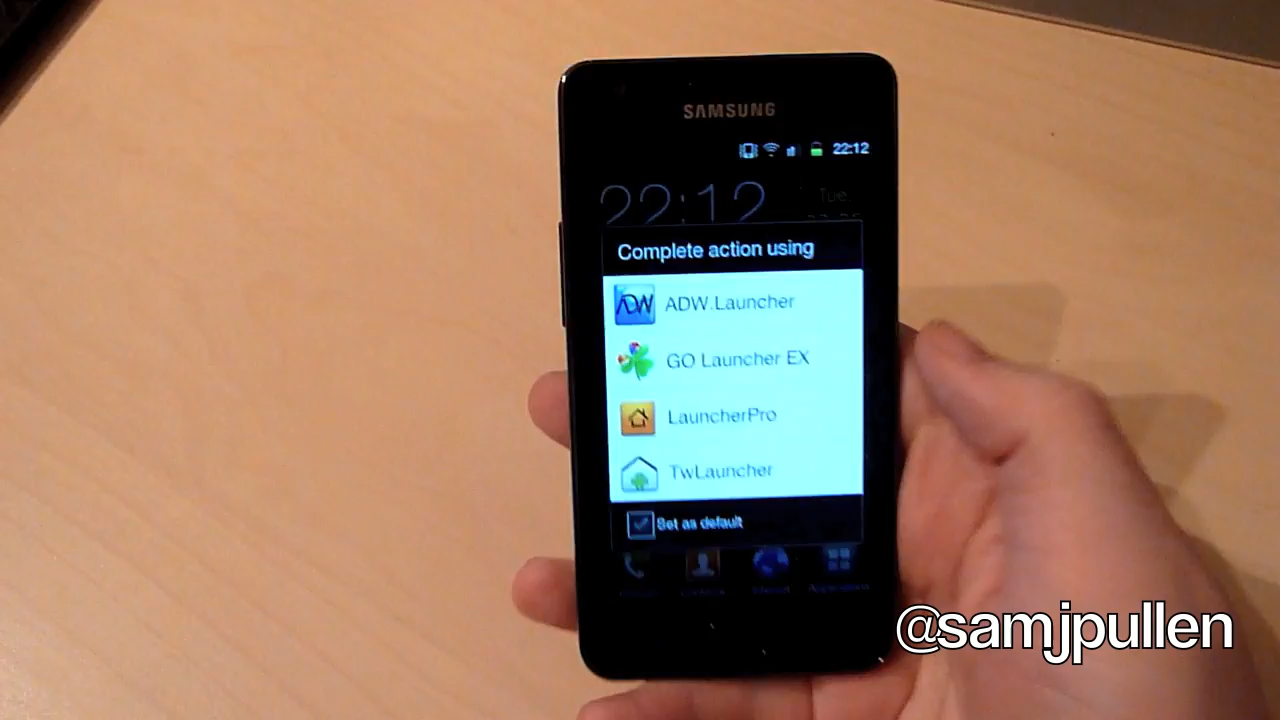 SAMSUNG
22:12
22:12 Tue.
Complete action using
ADW.Launcher
GO Launcher EX
LauncherPro
TwLauncher
Set as default
@samjpullen